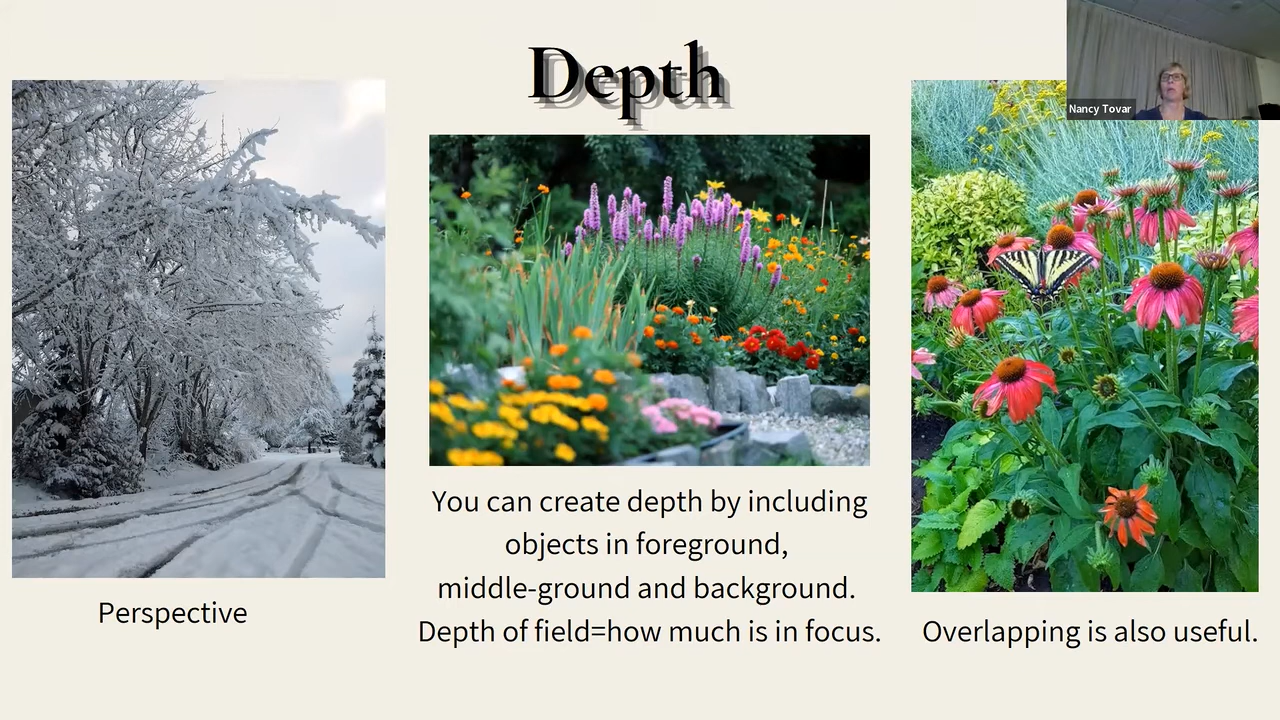 Depth
Nancy Tovar
You can create depth by including
objects in foreground,
middle-ground and background.
Depth of field=how much is in focus.
Perspective
Overlapping is also useful.